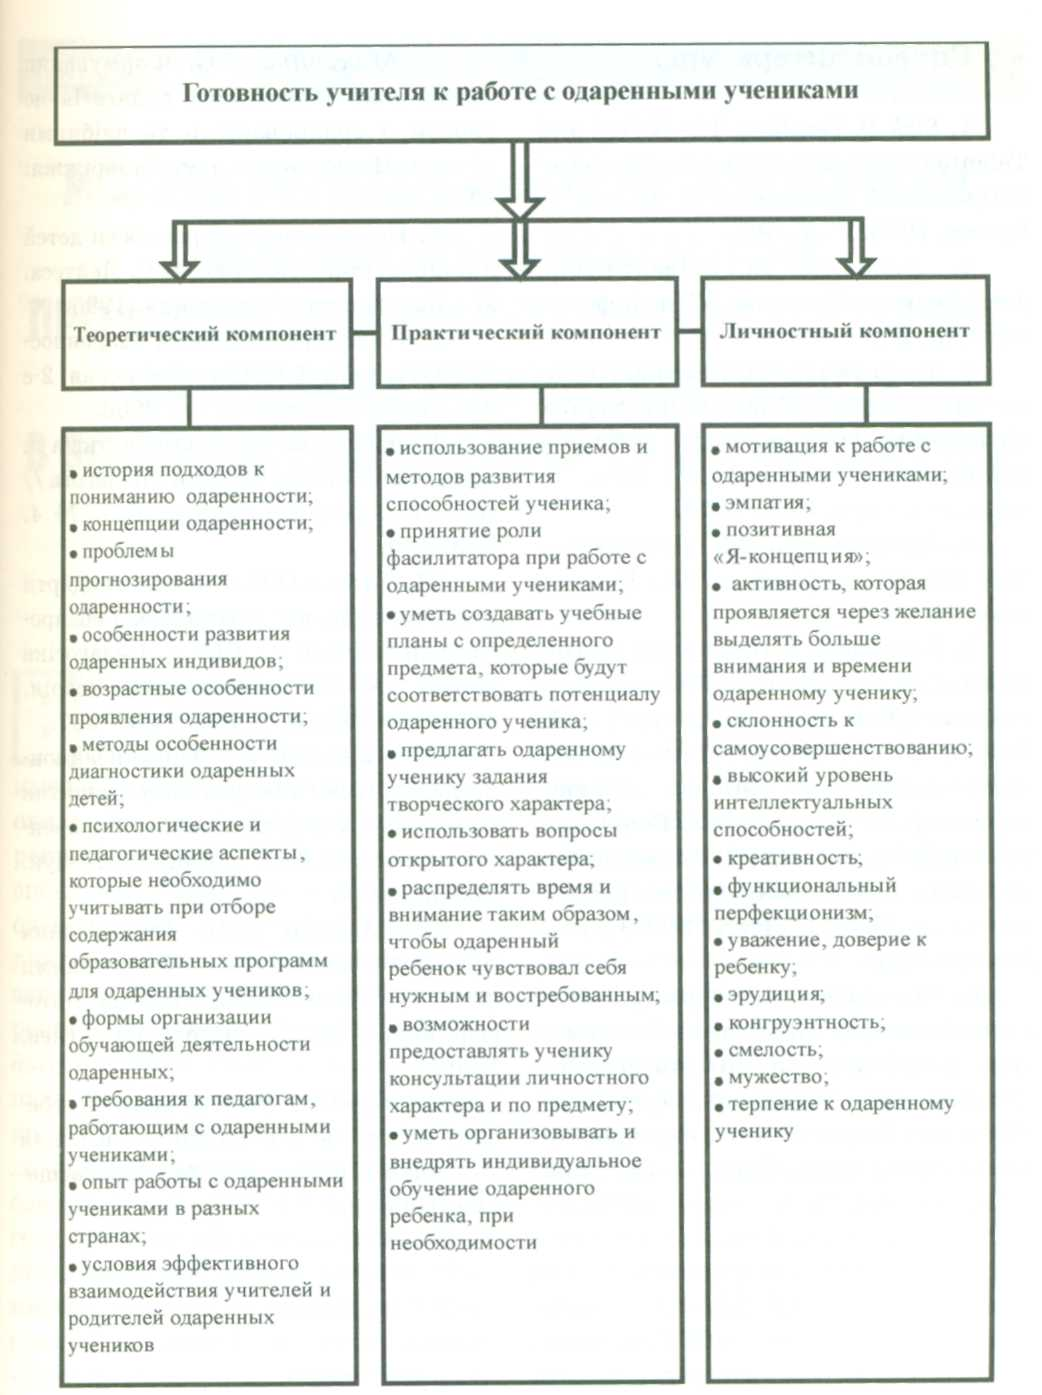 Готовность учителя к работе с одаренными учениками
Теоретический компонент
Практический компонент
Личностный компонент
• история подходов к
пониманию одаренности;
• концепции одаренности;
• проблемы
прогнозирования
одаренности;
• особенности развития
одаренных индивидов;
• возрастные особенности
проявления одаренности;
• методы особенности
диагностики одаренных
детей;
• психологические и
педагогические аспекты,
которые необходимо
учитывать при отборе
содержания
образовательных программ
для одаренных учеников;
• формы организации
обучающей деятельности
одаренных;
• требования к педагогам,
работающим с одаренными
учениками;
• опыт работы с одаренными
учениками в разных
странах;
• условия эффективного
взаимодействия учителей и
родителей одаренных
учеников
• использование приемов и
методов развития
способностей ученика;
• принятие роли
фасилитатора при работе с
одаренными учениками;
• уметь создавать учебные
планы с определенного
предмета, которые будут
соответствовать потенциалу
одаренного ученика;
• предлагать одаренному
ученику задания
творческого характера;
• использовать вопросы
открытого характера;
• распределять время и
внимание таким образом,
чтобы одаренный
ребенок чувствовал себя
нужным и востребованным;
• возможности
предоставлять ученику
консультации личностного
характера и по предмету;
• уметь организовывать и
внедрять индивидуальное
обучение одаренного
ребенка, при
необходимости
• мотивация к работе с
одаренными учениками;
• эмпатия;
• позитивная
«Я-концепция»;
• активность, которая
проявляется через желание
выделять больше
внимания и времени
одаренному ученику;
• склонность к
самоусовершенствованию;
• высокий уровень
интеллектуальных
способностей;
• креативность;
• функциональный
перфекционизм;
• уважение, доверие к
ребенку;
• эрудиция;
• конгруэнтность;
• смелость;
• мужество;
• терпение к одаренному
ученику